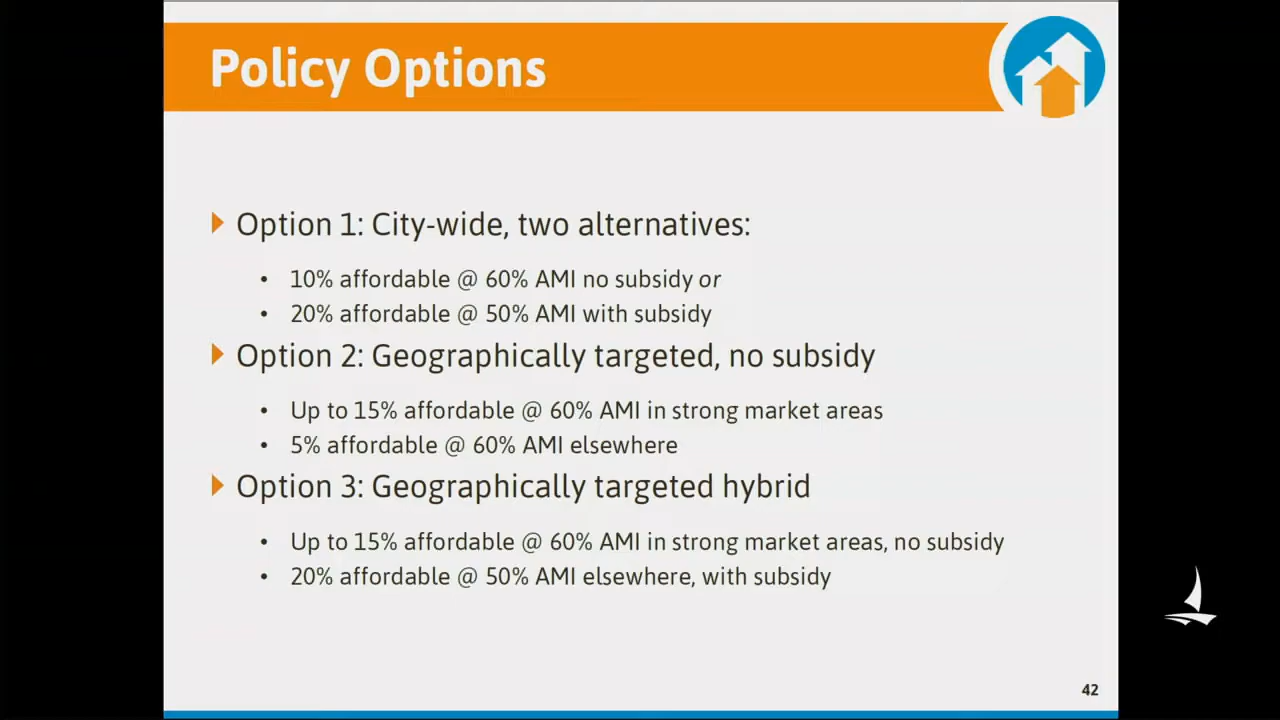 Policy Options
Option 1: City-wide, two alternatives:
• 10% affordable @ 60% AMI no subsidy or
• 20% affordable @ 50% AMI with subsidy
Option 2: Geographically targeted, no subsidy
• Up to 15% affordable @ 60% AMI in strong market areas
• 5% affordable @ 60% AMI elsewhere
Option 3: Geographically targeted hybrid
• Up to 15% affordable @ 60% AMI in strong market areas, no subsidy
• 20% affordable @ 50% AMI elsewhere, with subsidy
42